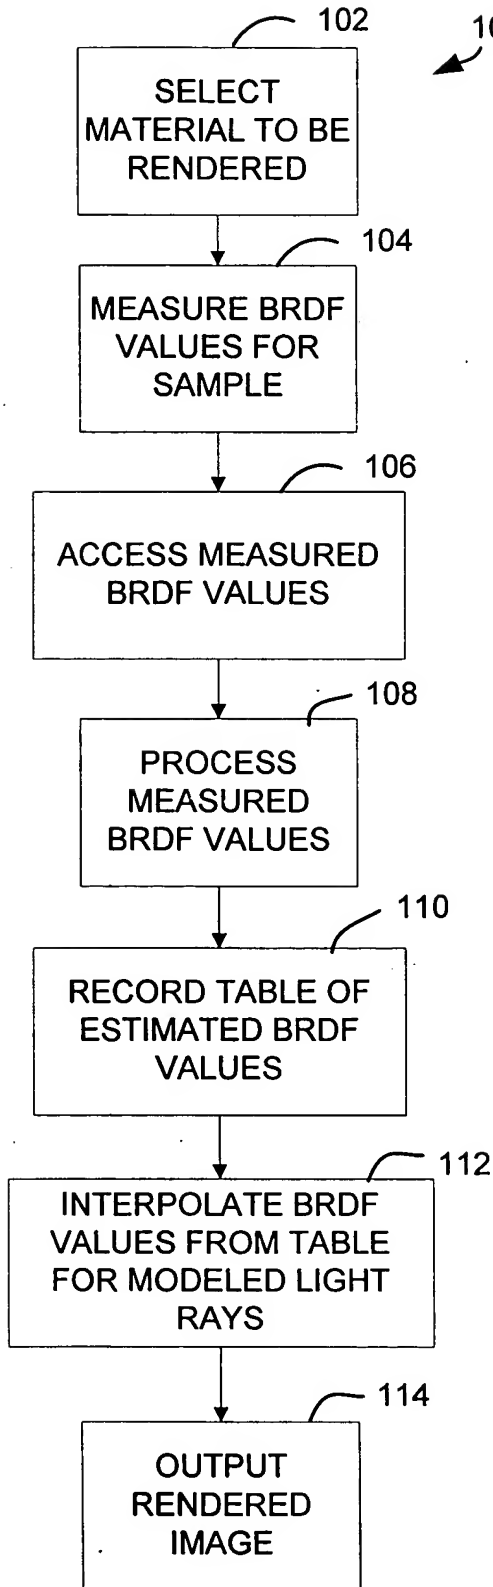 102
SELECT
MATERIAL TO BE
RENDERED
104
MEASURE BRDF
VALUES FOR
SAMPLE
106
ACCESS MEASURED
BRDF VALUES
108
PROCESS
MEASURED
BRDF VALUES
110
RECORD TABLE OF
ESTIMATED BRDF
VALUES
112
INTERPOLATE BRDF
VALUES FROM TABLE
FOR MODELED LIGHT
RAYS
114
OUTPUT
RENDERED
IMAGE